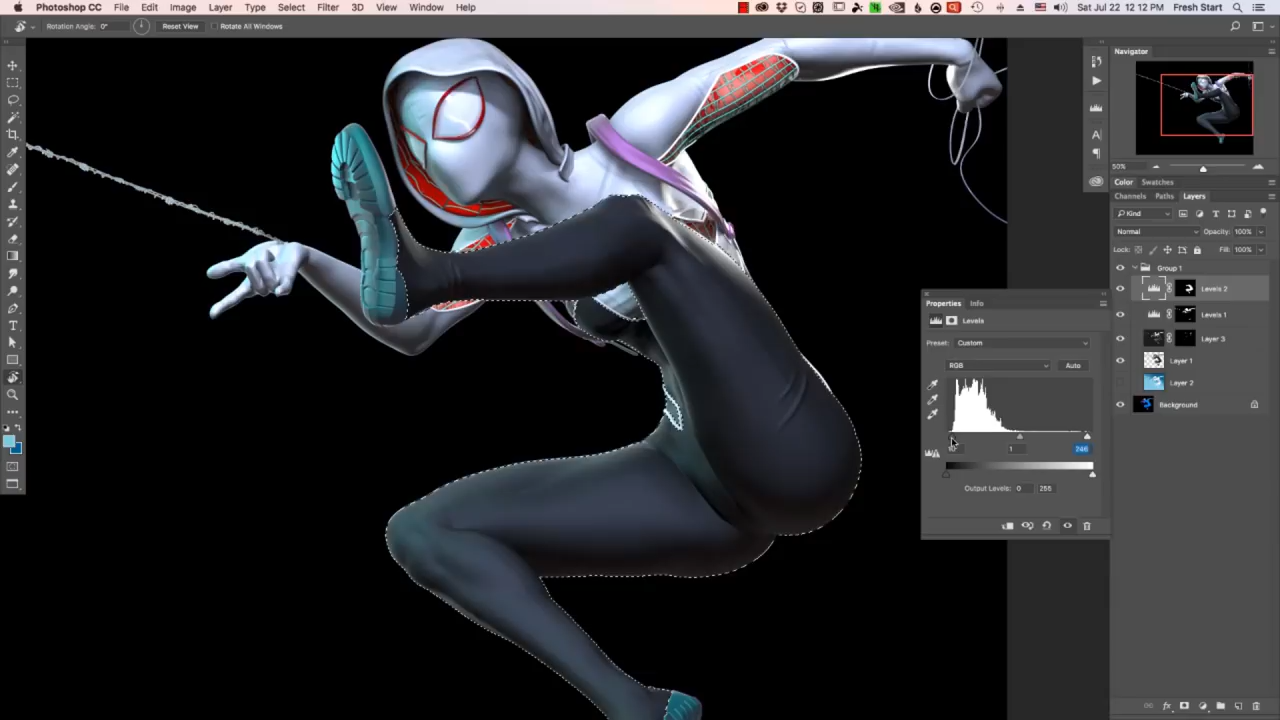 Photoshop CC File Edit Image Layer Type Select Filter 3D View Window Help Sat Jul 22 12:12 PM Fresh Start
Rotation Angle: 0° Reset View Rotate All Windows
Navigator
50%
Color Swatches
Channels Paths Layers
Kind
Normal Opacity: 100%
Lock: Fill: 100%
Group 1
Levels 2
Levels 1
Layer 3
Layer 1
Layer 2
Background
Properties Info
Levels
Preset: Custom
RGB Auto
1 246
Output Levels: 0 255